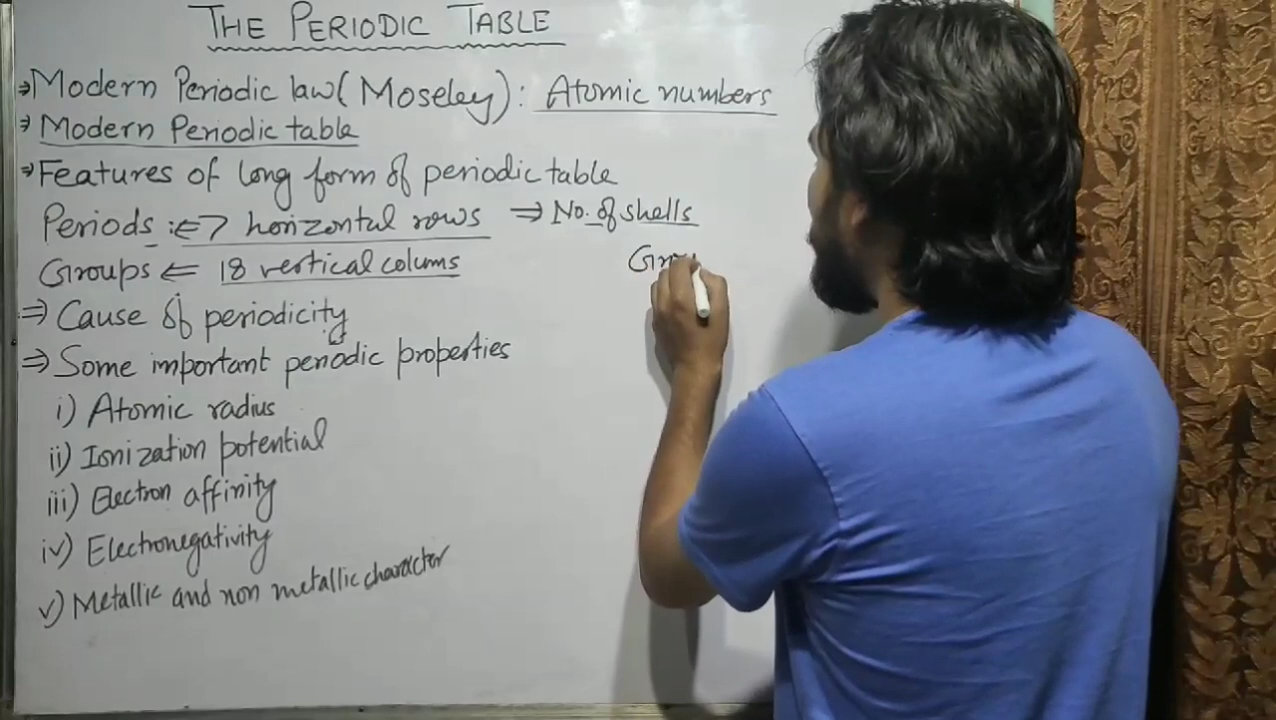 THE PERIODIC TABLE
⇒ Modern Periodic law (Moseley): Atomic numbers
⇒ Modern Periodic table
⇒ Features of long form of periodic table
Periods :⇐ 7 horizontal rows ⇒ No. of shells
Groups ⇐ 18 vertical colums
Grou
⇒ Cause of periodicity
⇒ Some important periodic properties
i) Atomic radius
ii) Ionization potential
iii) Electron affinity
iv) Electronegativity
v) Metallic and non metallic character